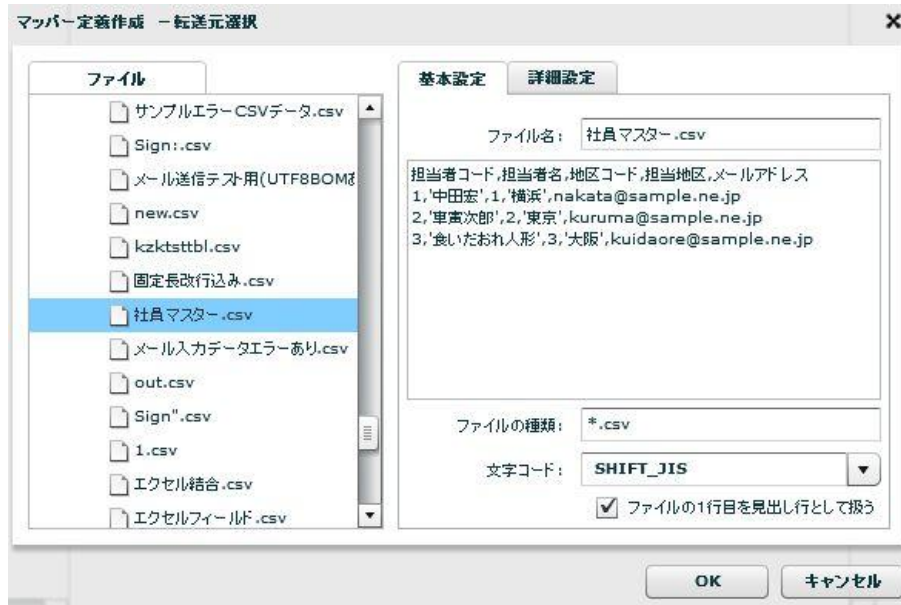 マッパー定義作成 －転送元選択
ファイル
サンプルエラーCSVデータ.csv
Sign:.csv
メール送信テスト用(UTF8BOMあ
new.csv
kzktsttbl.csv
固定長改行込み.csv
社員マスター.csv
メール入力データエラーあり.csv
out.csv
Sign".csv
1.csv
エクセル結合.csv
エクセルフィールド.csv
基本設定
詳細設定
ファイル名：
社員マスター.csv
担当者コード,担当者名,地区コード,担当地区,メールアドレス
1,'中田宏',1,'横浜',nakata@sample.ne.jp
2,'車寅次郎',2,'東京',kuruma@sample.ne.jp
3,'食いだおれ人形',3,'大阪',kuidaore@sample.ne.jp
ファイルの種類：
*.csv
文字コード：
SHIFT_JIS
ファイルの1行目を見出し行として扱う
OK
キャンセル